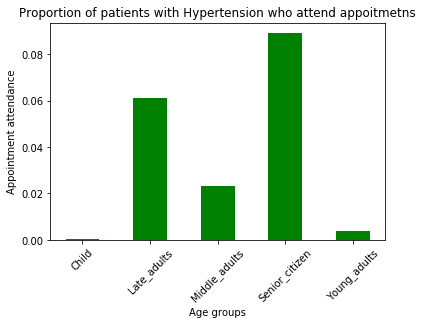 Proportion of patients with Hypertension who attend appoitmetns
Appointment attendance
0.08
0.06
0.04
0.02
0.00
Child
Late_adults
Middle_adults
Senior_citizen
Young_adults
Age groups